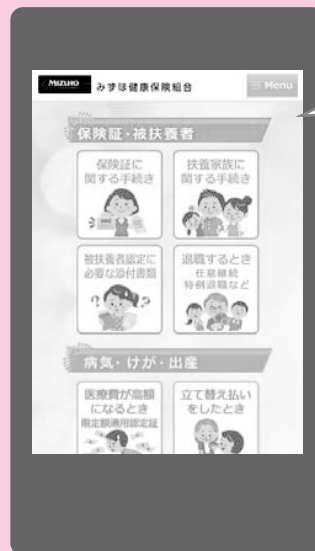 MIZUHO みずほ健康保険組合
≡ Menu
保険証・被扶養者
保険証に
関する手続き
扶養家族に
関する手続き
被扶養者認定に
必要な添付書類
退職するとき
任意継続
特例退職など
病気・けが・出産
医療費が高額
になるとき
限定額適用認定証
立て替え払い
をしたとき